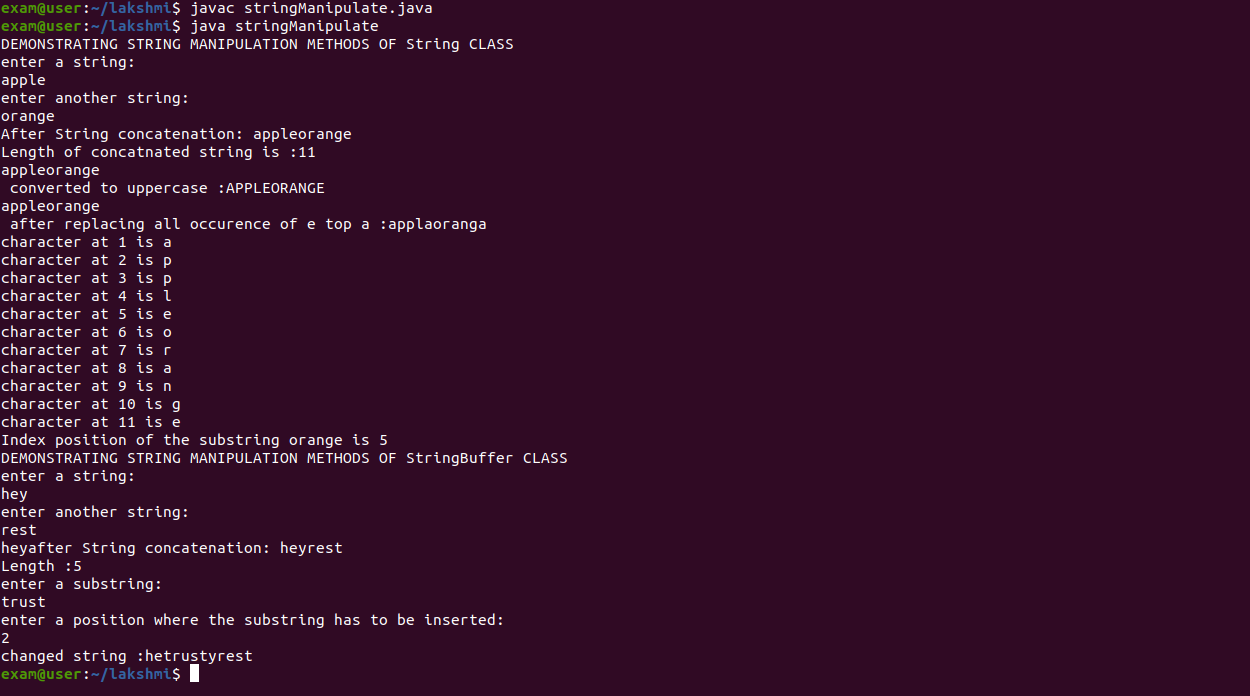 exam@user:~/lakshmi$ javac stringManipulate.java
exam@user:~/lakshmi$ java stringManipulate
DEMONSTRATING STRING MANIPULATION METHODS OF String CLASS
enter a string:
apple
enter another string:
orange
After String concatenation: appleorange
Length of concatnated string is :11
appleorange
 converted to uppercase :APPLEORANGE
appleorange
 after replacing all occurence of e top a :applaoranga
character at 1 is a
character at 2 is p
character at 3 is p
character at 4 is l
character at 5 is e
character at 6 is o
character at 7 is r
character at 8 is a
character at 9 is n
character at 10 is g
character at 11 is e
Index position of the substring orange is 5
DEMONSTRATING STRING MANIPULATION METHODS OF StringBuffer CLASS
enter a string:
hey
enter another string:
rest
heyafter String concatenation: heyrest
Length :5
enter a substring:
trust
enter a position where the substring has to be inserted:
2
changed string :hetrustyrest
exam@user:~/lakshmi$